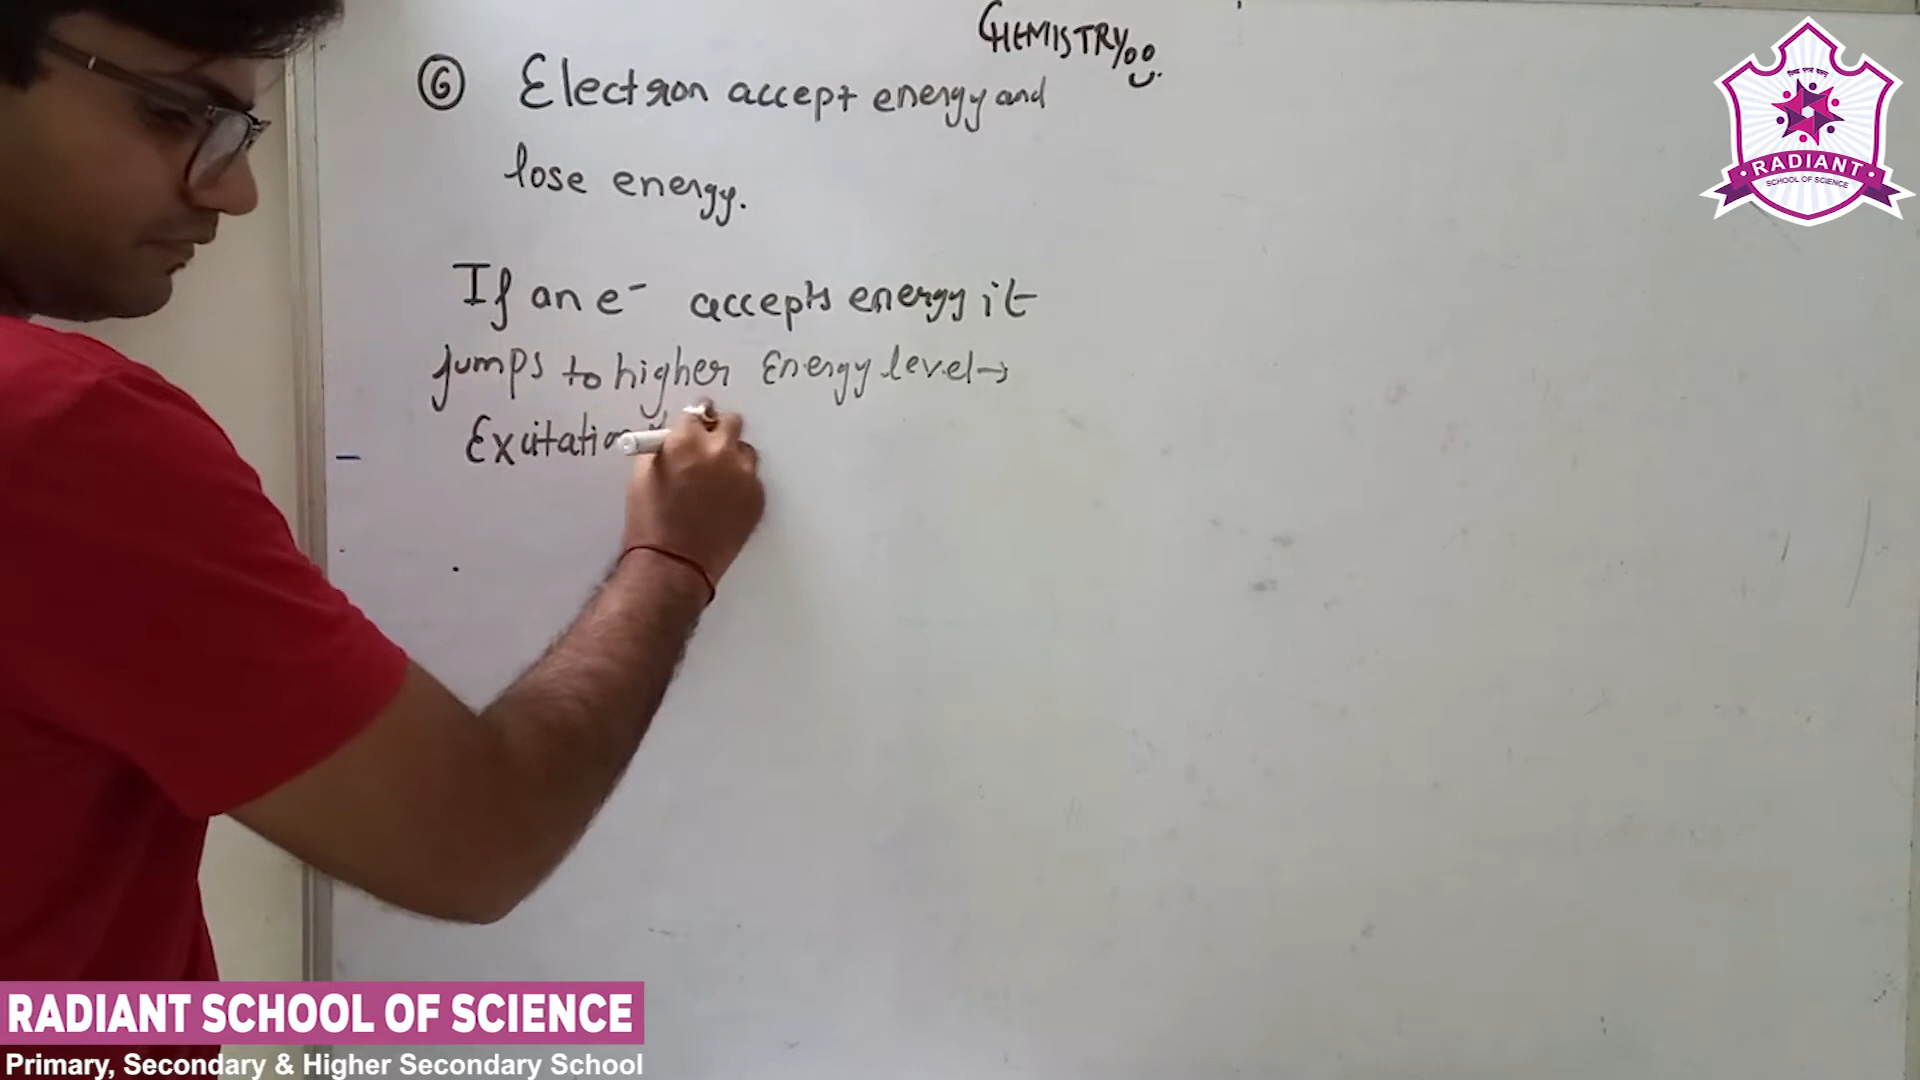 CHEMISTRY
6 Electron accept energy and
lose energy.
If an e⁻ accepts energy it
jumps to higher Energy level →
Excitation
RADIANT
SCHOOL OF SCIENCE
RADIANT SCHOOL OF SCIENCE
Primary, Secondary & Higher Secondary School